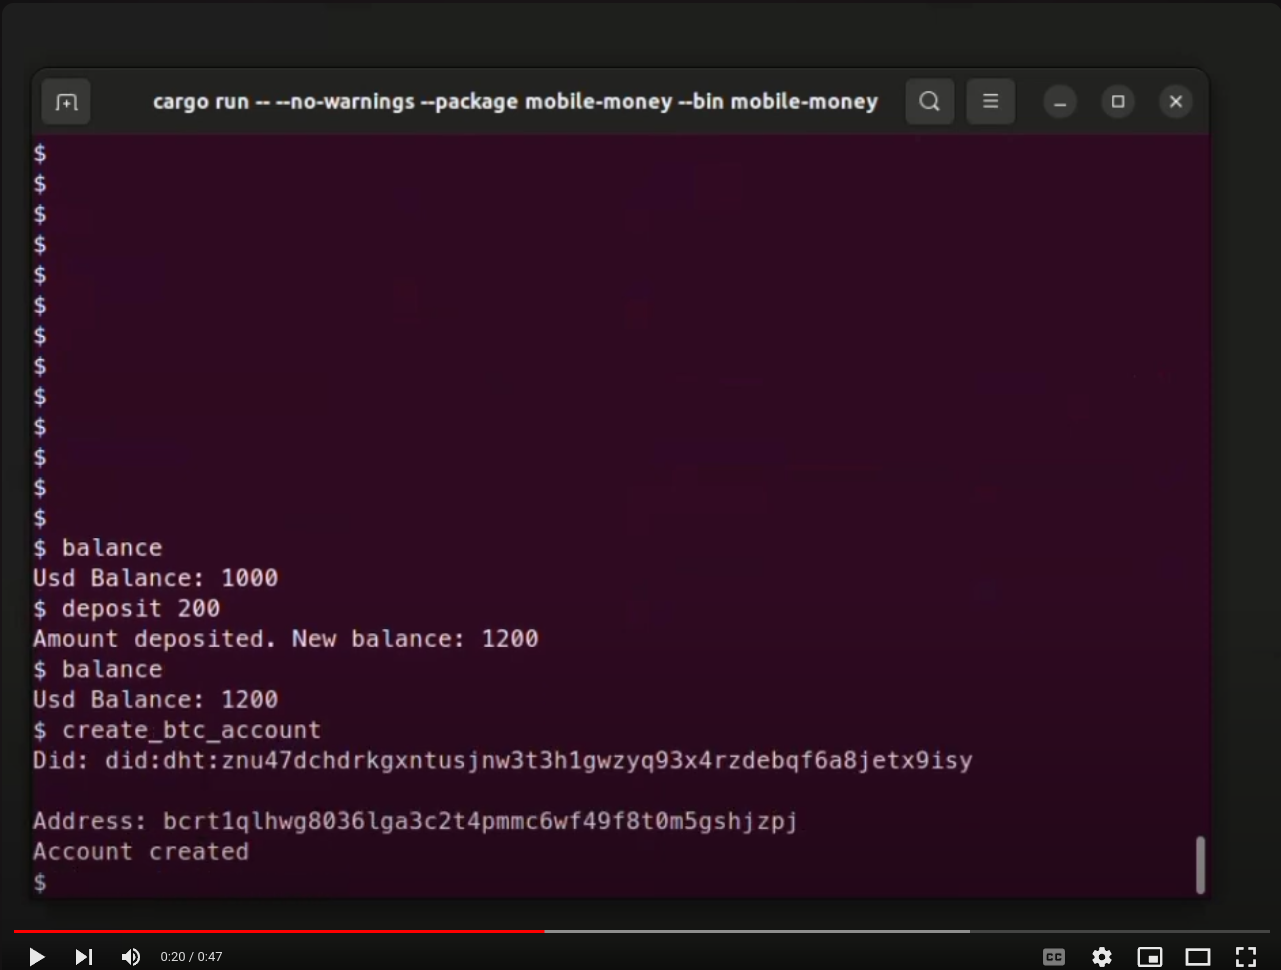 cargo run -- --no-warnings --package mobile-money --bin mobile-money
$
$
$
$
$
$
$
$
$
$
$
$
$
$ balance
Usd Balance: 1000
$ deposit 200
Amount deposited. New balance: 1200
$ balance
Usd Balance: 1200
$ create_btc_account
Did: did:dht:znu47dchdrkgxntusjnw3t3h1gwzyq93x4rzdebqf6a8jetx9isy
Address: bcrt1qlhwg8036lga3c2t4pmmc6wf49f8t0m5gshjzpj
Account created
$
0:20 / 0:47
CC